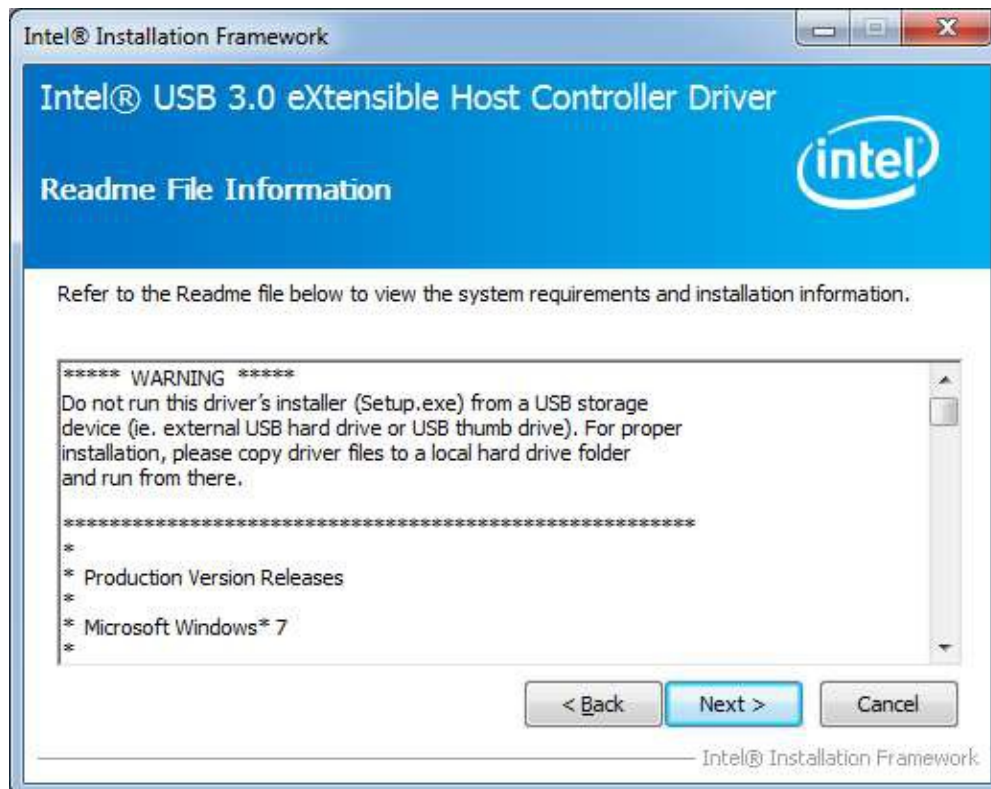 Intel® Installation Framework
Intel® USB 3.0 eXtensible Host Controller Driver
intel
Readme File Information
Refer to the Readme file below to view the system requirements and installation information.
***** WARNING *****
Do not run this driver's installer (Setup.exe) from a USB storage
device (ie. external USB hard drive or USB thumb drive). For proper
installation, please copy driver files to a local hard drive folder
and run from there.
*******************************************************
*
* Production Version Releases
*
* Microsoft Windows* 7
*
< Back
Next >
Cancel
Intel® Installation Framework